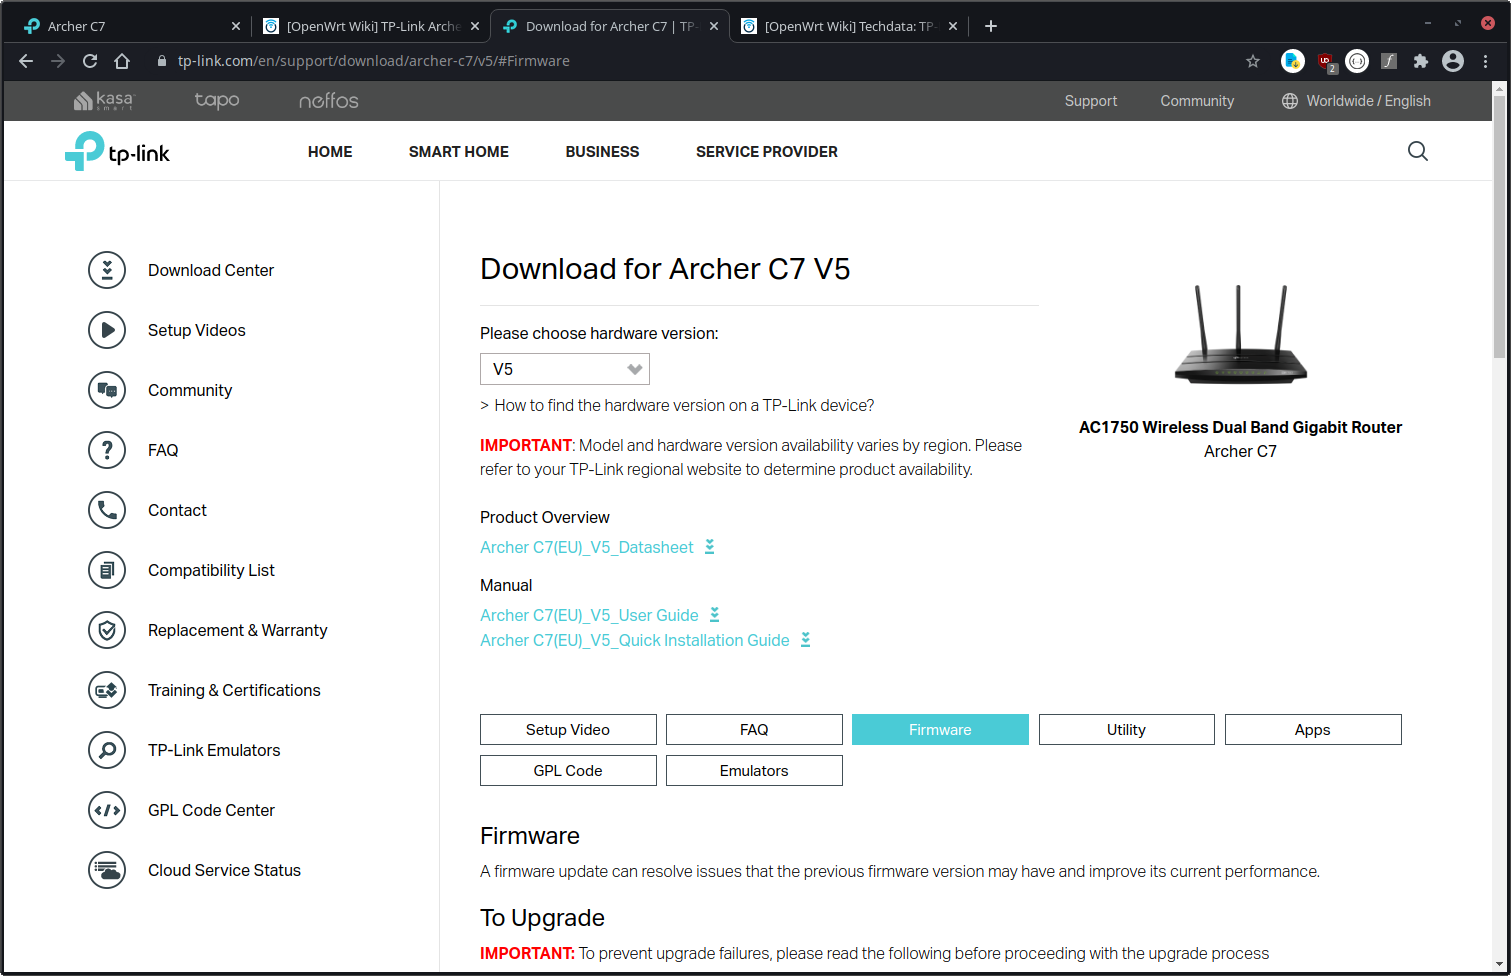 Archer C7
[OpenWrt Wiki] TP-Link Arche
Download for Archer C7 | TP-
[OpenWrt Wiki] Techdata: TP-
tp-link.com/en/support/download/archer-c7/v5/#Firmware
2
kasa
smart
tapo
neffos
Support
Community
Worldwide / English
tp-link
HOME
SMART HOME
BUSINESS
SERVICE PROVIDER
Download Center
Setup Videos
Community
FAQ
Contact
Compatibility List
Replacement & Warranty
Training & Certifications
TP-Link Emulators
GPL Code Center
Cloud Service Status
Download for Archer C7 V5
Please choose hardware version:
V5
> How to find the hardware version on a TP-Link device?
IMPORTANT: Model and hardware version availability varies by region. Please
refer to your TP-Link regional website to determine product availability.
Product Overview
Archer C7(EU)_V5_Datasheet
Manual
Archer C7(EU)_V5_User Guide
Archer C7(EU)_V5_Quick Installation Guide
AC1750 Wireless Dual Band Gigabit Router
Archer C7
Setup Video
FAQ
Firmware
Utility
Apps
GPL Code
Emulators
Firmware
A firmware update can resolve issues that the previous firmware version may have and improve its current performance.
To Upgrade
IMPORTANT: To prevent upgrade failures, please read the following before proceeding with the upgrade process